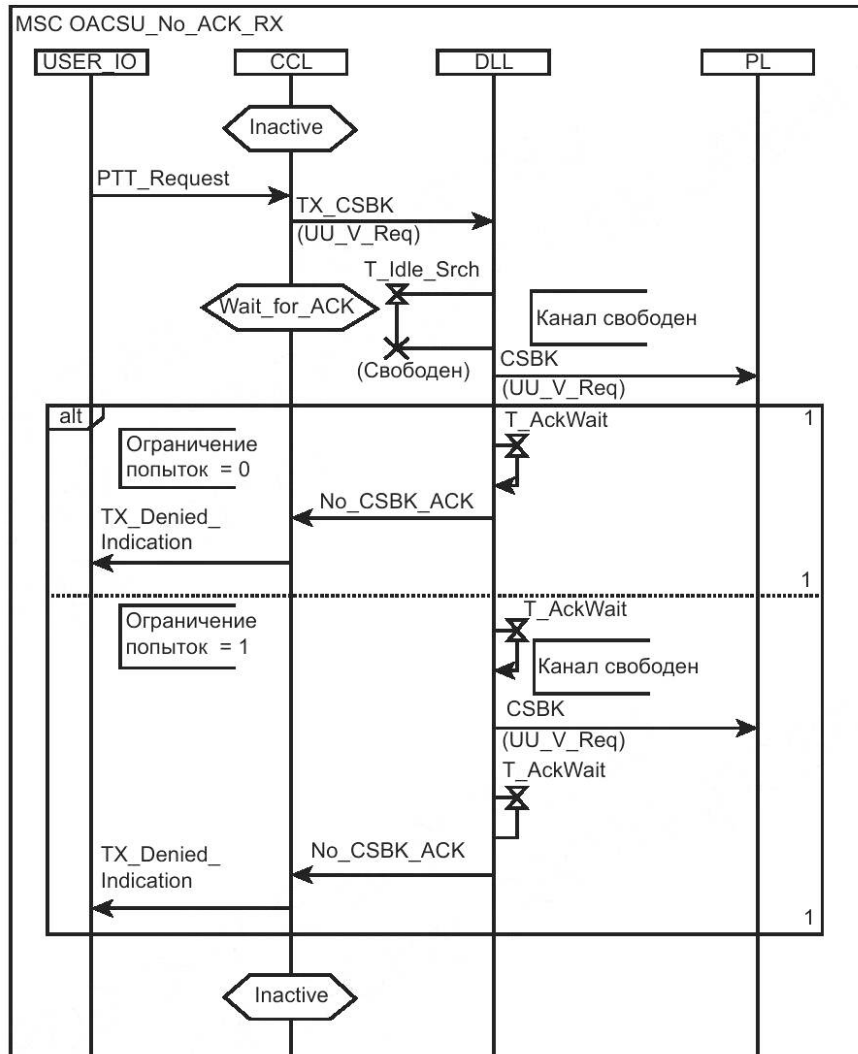 MSC OACSU_No_ACK_RX
USER_IO
CCL
DLL
PL
Inactive
PTT_Request
TX_CSBK
(UU_V_Req)
T_Idle_Srch
Wait_for_ACK
Канал свободен
(Свободен)
CSBK
(UU_V_Req)
alt
1
T_AckWait
Ограничение
попыток = 0
No_CSBK_ACK
TX_Denied_
Indication
1
T_AckWait
Ограничение
попыток = 1
Канал свободен
CSBK
(UU_V_Req)
T_AckWait
No_CSBK_ACK
TX_Denied_
Indication
1
Inactive